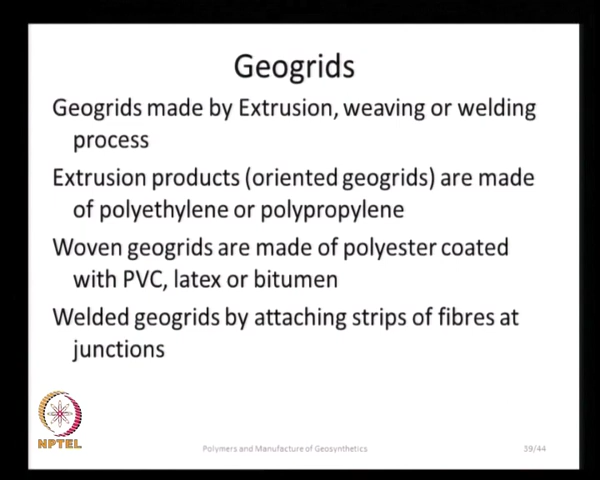 Geogrids
Geogrids made by Extrusion, weaving or welding
process
Extrusion products (oriented geogrids) are made
of polyethylene or polypropylene
Woven geogrids are made of polyester coated
with PVC, latex or bitumen
Welded geogrids by attaching strips of fibres at
junctions
NPTEL
Polymers and Manufacture of Geosynthetics
39/44